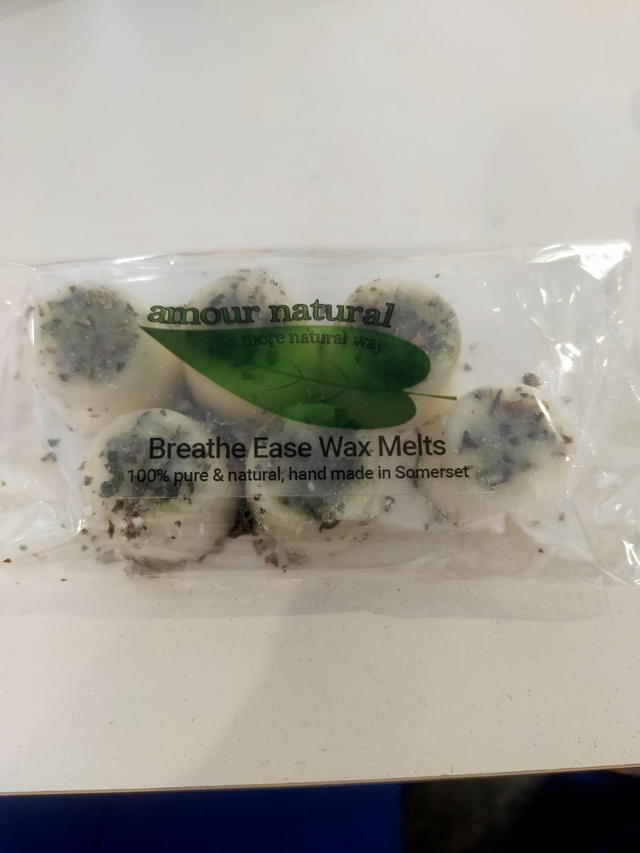 amour natural
a more natural way
Breathe Ease Wax Melts
100% pure & natural, hand made in Somerset